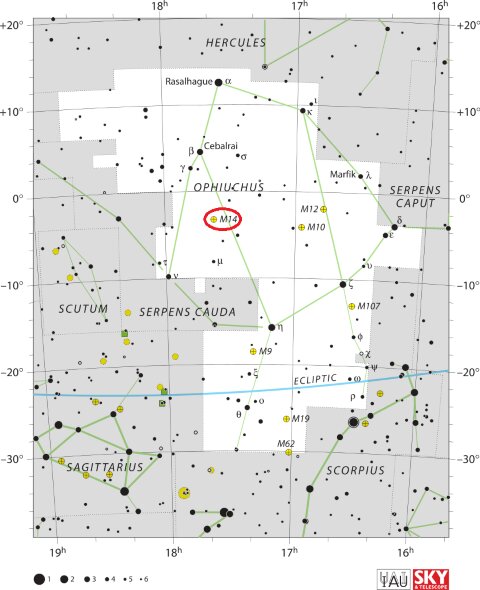 18h 17h 16h
+20° +20°
HERCULES
Rasalhague α
ι
κ
+10° +10°
β Cebalrai
γ σ
Marfik λ
OPHIUCHUS
SERPENS
CAPUT
0° 0°
M12
M14
M10
δ
ε
μ
υ
ν
ζ
−10° −10°
SCUTUM SERPENS CAUDA
M107
η
φ
M9
χ
ψ
−20° −20°
ξ
ECLIPTIC
ω
ρ
θ ο
M19
M62
−30° −30°
SAGITTARIUS
SCORPIUS
19h 18h 17h 16h
1 2 3 4 5 6
IAU
SKY
& TELESCOPE